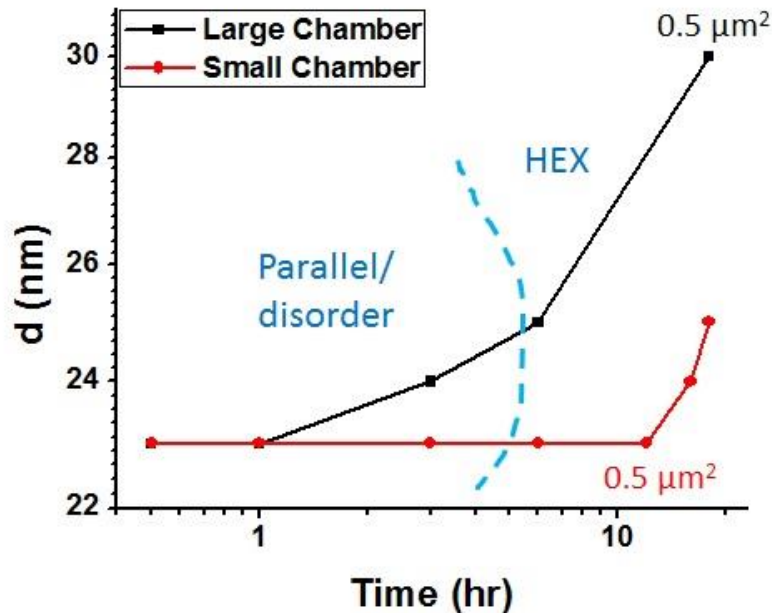 Large Chamber
Small Chamber
0.5 µm²
30
28
26
24
22
d (nm)
HEX
Parallel/
disorder
0.5 µm²
1
10
Time (hr)